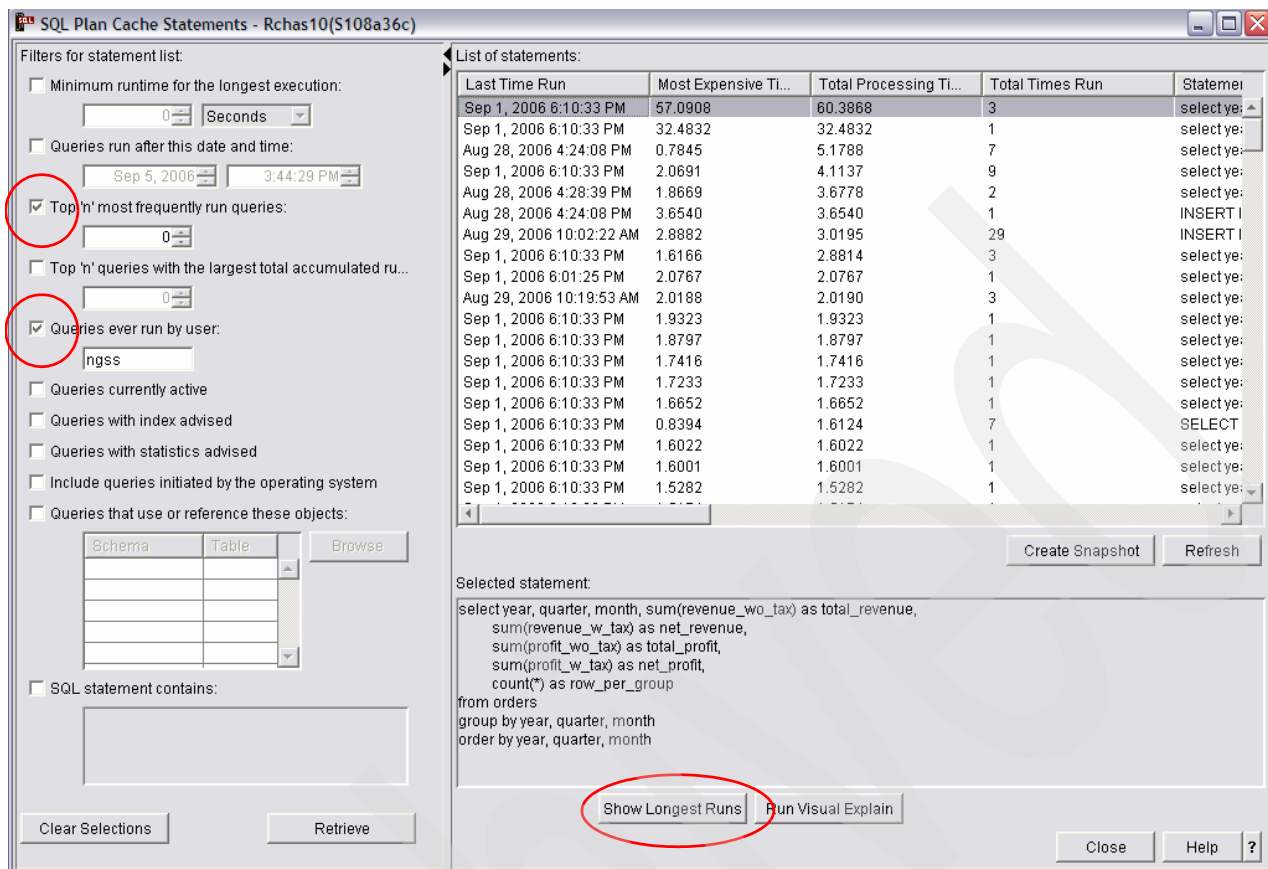 SQL Plan Cache Statements - Rchas10(S108a36c)
Filters for statement list:
Minimum runtime for the longest execution:
0 Seconds
Queries run after this date and time:
Sep 5, 2006 3:44:29 PM
Top 'n' most frequently run queries:
0
Top 'n' queries with the largest total accumulated ru...
0
Queries ever run by user:
ngss
Queries currently active
Queries with index advised
Queries with statistics advised
Include queries initiated by the operating system
Queries that use or reference these objects:
Schema Table Browse
SQL statement contains:
Clear Selections Retrieve
List of statements:
Last Time Run Most Expensive Ti... Total Processing Ti... Total Times Run Statemen
Sep 1, 2006 6:10:33 PM 57.0908 60.3868 3 select yea
Sep 1, 2006 6:10:33 PM 32.4832 32.4832 1 select yea
Aug 28, 2006 4:24:08 PM 0.7845 5.1788 7 select yea
Sep 1, 2006 6:10:33 PM 2.0691 4.1137 9 select yea
Aug 28, 2006 4:28:39 PM 1.8669 3.6778 2 select yea
Aug 28, 2006 4:24:08 PM 3.6540 3.6540 1 INSERT I
Aug 29, 2006 10:02:22 AM 2.8882 3.0195 29 INSERT I
Sep 1, 2006 6:10:33 PM 1.6166 2.8814 3 select yea
Sep 1, 2006 6:01:25 PM 2.0767 2.0767 1 select yea
Aug 29, 2006 10:19:53 AM 2.0188 2.0190 3 select yea
Sep 1, 2006 6:10:33 PM 1.9323 1.9323 1 select yea
Sep 1, 2006 6:10:33 PM 1.8797 1.8797 1 select yea
Sep 1, 2006 6:10:33 PM 1.7416 1.7416 1 select yea
Sep 1, 2006 6:10:33 PM 1.7233 1.7233 1 select yea
Sep 1, 2006 6:10:33 PM 1.6652 1.6652 1 select yea
Sep 1, 2006 6:10:33 PM 0.8394 1.6124 7 SELECT
Sep 1, 2006 6:10:33 PM 1.6022 1.6022 1 select yea
Sep 1, 2006 6:10:33 PM 1.6001 1.6001 1 select yea
Sep 1, 2006 6:10:33 PM 1.5282 1.5282 1 select yea
Create Snapshot Refresh
Selected statement:
select year, quarter, month, sum(revenue_wo_tax) as total_revenue,
sum(revenue_w_tax) as net_revenue,
sum(profit_wo_tax) as total_profit,
sum(profit_w_tax) as net_profit,
count(*) as row_per_group
from orders
group by year, quarter, month
order by year, quarter, month
Show Longest Runs Run Visual Explain
Close Help ?